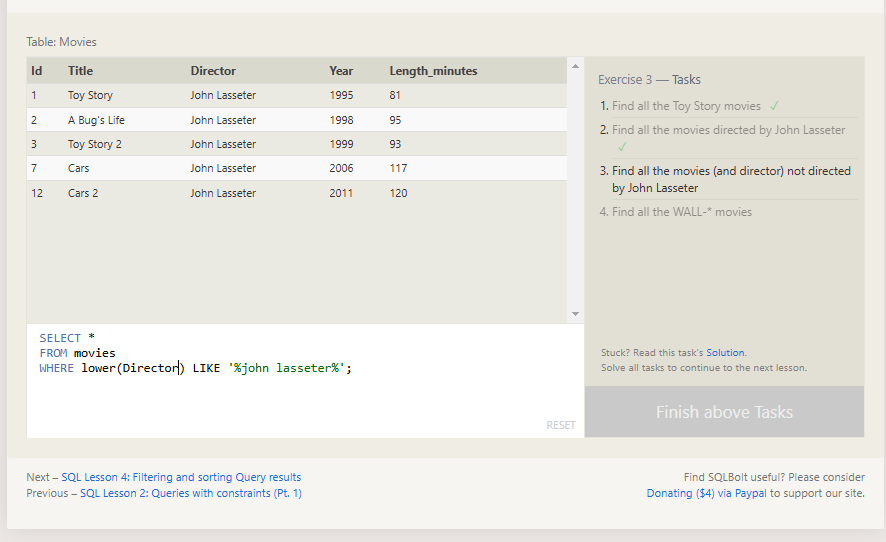 Table: Movies
Id Title Director Year Length_minutes
1 Toy Story John Lasseter 1995 81
2 A Bug's Life John Lasseter 1998 95
3 Toy Story 2 John Lasseter 1999 93
7 Cars John Lasseter 2006 117
12 Cars 2 John Lasseter 2011 120
SELECT *
FROM movies
WHERE lower(Director) LIKE '%john lasseter%';
RESET
Exercise 3 — Tasks
1. Find all the Toy Story movies ✓
2. Find all the movies directed by John Lasseter
✓
3. Find all the movies (and director) not directed
by John Lasseter
4. Find all the WALL-* movies
Stuck? Read this task's Solution.
Solve all tasks to continue to the next lesson.
Finish above Tasks
Next – SQL Lesson 4: Filtering and sorting Query results
Previous – SQL Lesson 2: Queries with constraints (Pt. 1)
Find SQLBolt useful? Please consider
Donating ($4) via Paypal to support our site.